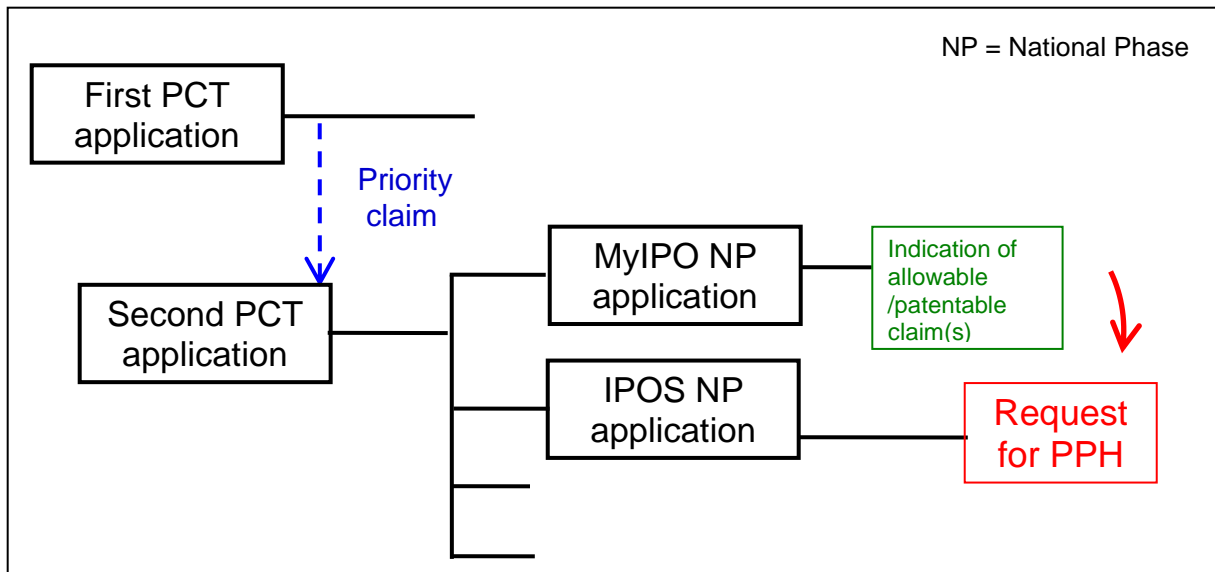 NP = National Phase
First PCT
application
Priority
claim
Second PCT
application
MyIPO NP
application
Indication of
allowable
/patentable
claim(s)
IPOS NP
application
Request
for PPH